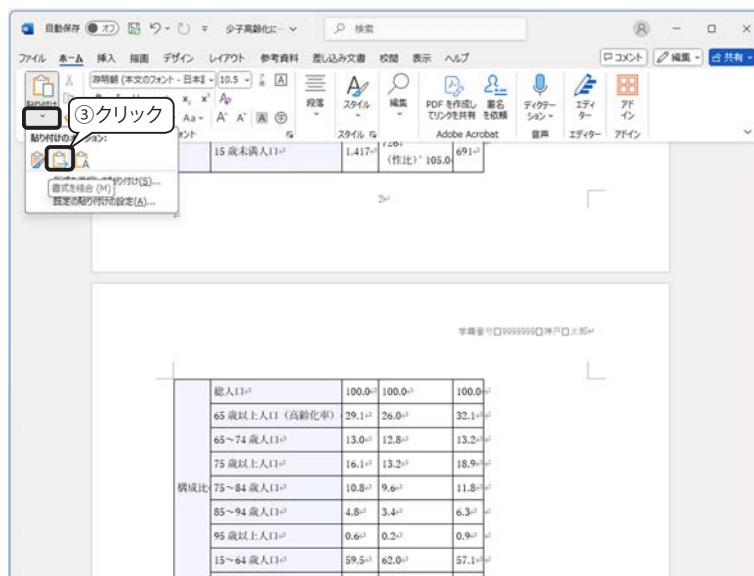 自動保存 オフ 少子高齢化に… 検索
ファイル ホーム 挿入 描画 デザイン レイアウト 参考資料 差し込み文書 校閲 表示 ヘルプ コメント 編集 共有
游明朝 (本文のフォント - 日本 10.5
段落 スタイル 編集 PDF を作成し てリンクを共有 署名 を依頼 ディクテー ション エディ ター アド イン
③クリック
スタイル Adobe Acrobat 音声 エディター アドイン
貼り付けのオプション:
15 歳未満人口 1,417 (性比) 105.0 691
書式を結合 (M)
既定の貼り付けの設定(A)...
2
学籍番号□9999999□神戸□太郎
総人口 100.0 100.0 100.0
65 歳以上人口（高齢化率） 29.1 26.0 32.1
65～74 歳人口 13.0 12.8 13.2
75 歳以上人口 16.1 13.2 18.9
構成比 75～84 歳人口 10.8 9.6 11.8
85～94 歳人口 4.8 3.4 6.3
95 歳以上人口 0.6 0.2 0.9
15～64 歳人口 59.5 62.0 57.1